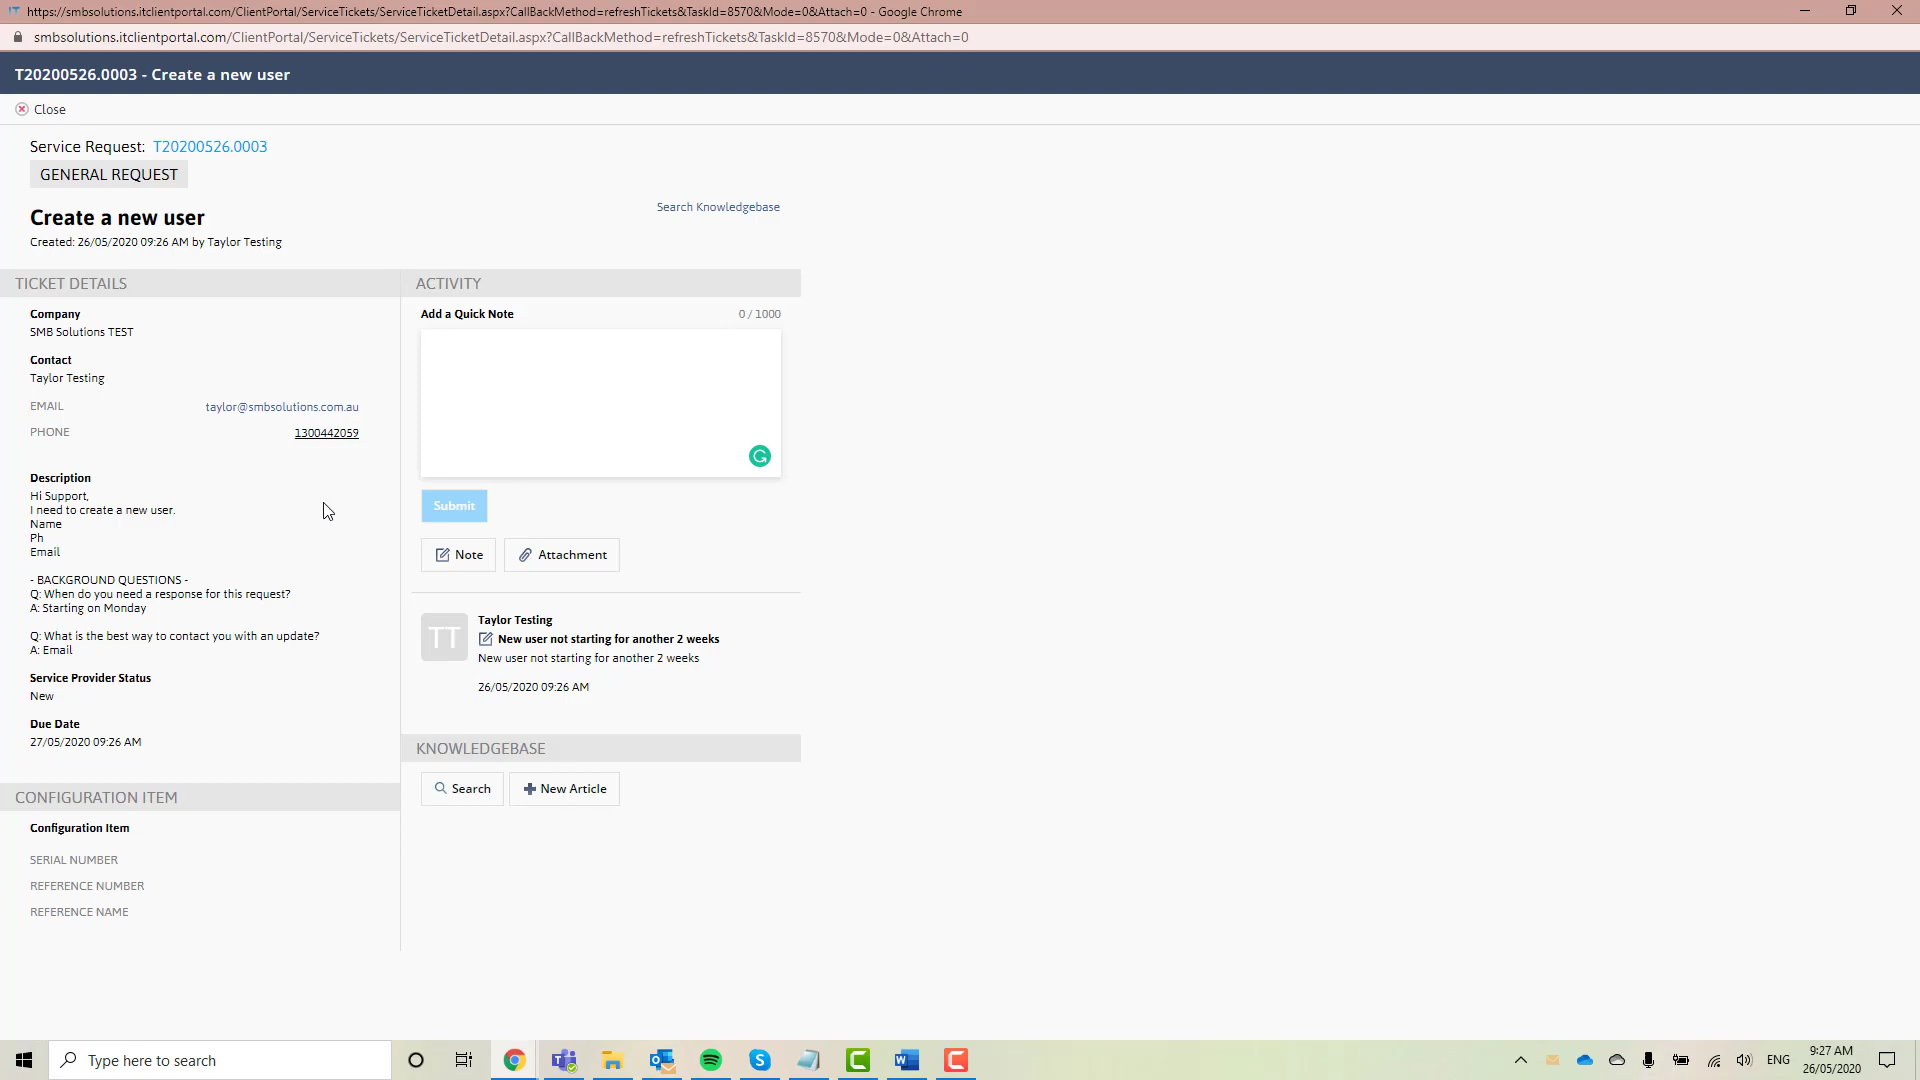 https://smbsolutions.itclientportal.com/ClientPortal/ServiceTickets/ServiceTicketDetail.aspx?CallBackMethod=refreshTickets&TaskId=8570&Mode=0&Attach=0 - Google Chrome
smbsolutions.itclientportal.com/ClientPortal/ServiceTickets/ServiceTicketDetail.aspx?CallBackMethod=refreshTickets&TaskId=8570&Mode=0&Attach=0
T20200526.0003 - Create a new user
Close
Service Request: T20200526.0003
GENERAL REQUEST
Create a new user
Search Knowledgebase
Created: 26/05/2020 09:26 AM by Taylor Testing
TICKET DETAILS
Company
SMB Solutions TEST
Contact
Taylor Testing
EMAIL taylor@smbsolutions.com.au
PHONE 1300442059
Description
Hi Support,
I need to create a new user.
Name
Ph
Email
- BACKGROUND QUESTIONS -
Q: When do you need a response for this request?
A: Starting on Monday
Q: What is the best way to contact you with an update?
A: Email
Service Provider Status
New
Due Date
27/05/2020 09:26 AM
CONFIGURATION ITEM
Configuration Item
SERIAL NUMBER
REFERENCE NUMBER
REFERENCE NAME
ACTIVITY
Add a Quick Note 0 / 1000
Submit
Note Attachment
TT
Taylor Testing
New user not starting for another 2 weeks
New user not starting for another 2 weeks
26/05/2020 09:26 AM
KNOWLEDGEBASE
Search New Article
Type here to search
ENG
9:27 AM
26/05/2020